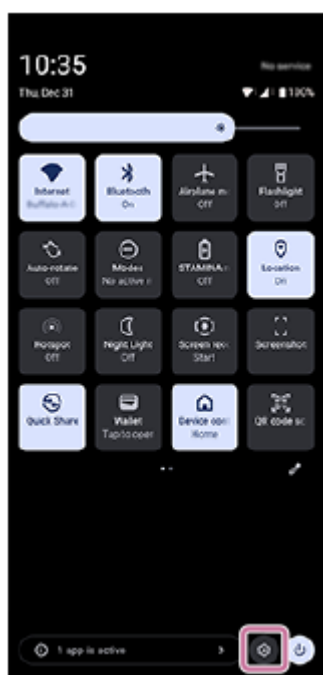 10:35
No service
Thu, Dec 31
100%
Internet
Bluetooth
On
Airplane m
Off
Flashlight
Off
Auto-rotate
Off
Modes
No active
STAMINA
Off
Location
On
Hotspot
Off
Night Light
Off
Screen rec
Start
Screenshot
Quick Share
Wallet
Tap to open
Device con
Home
QR code sc
1 app is active